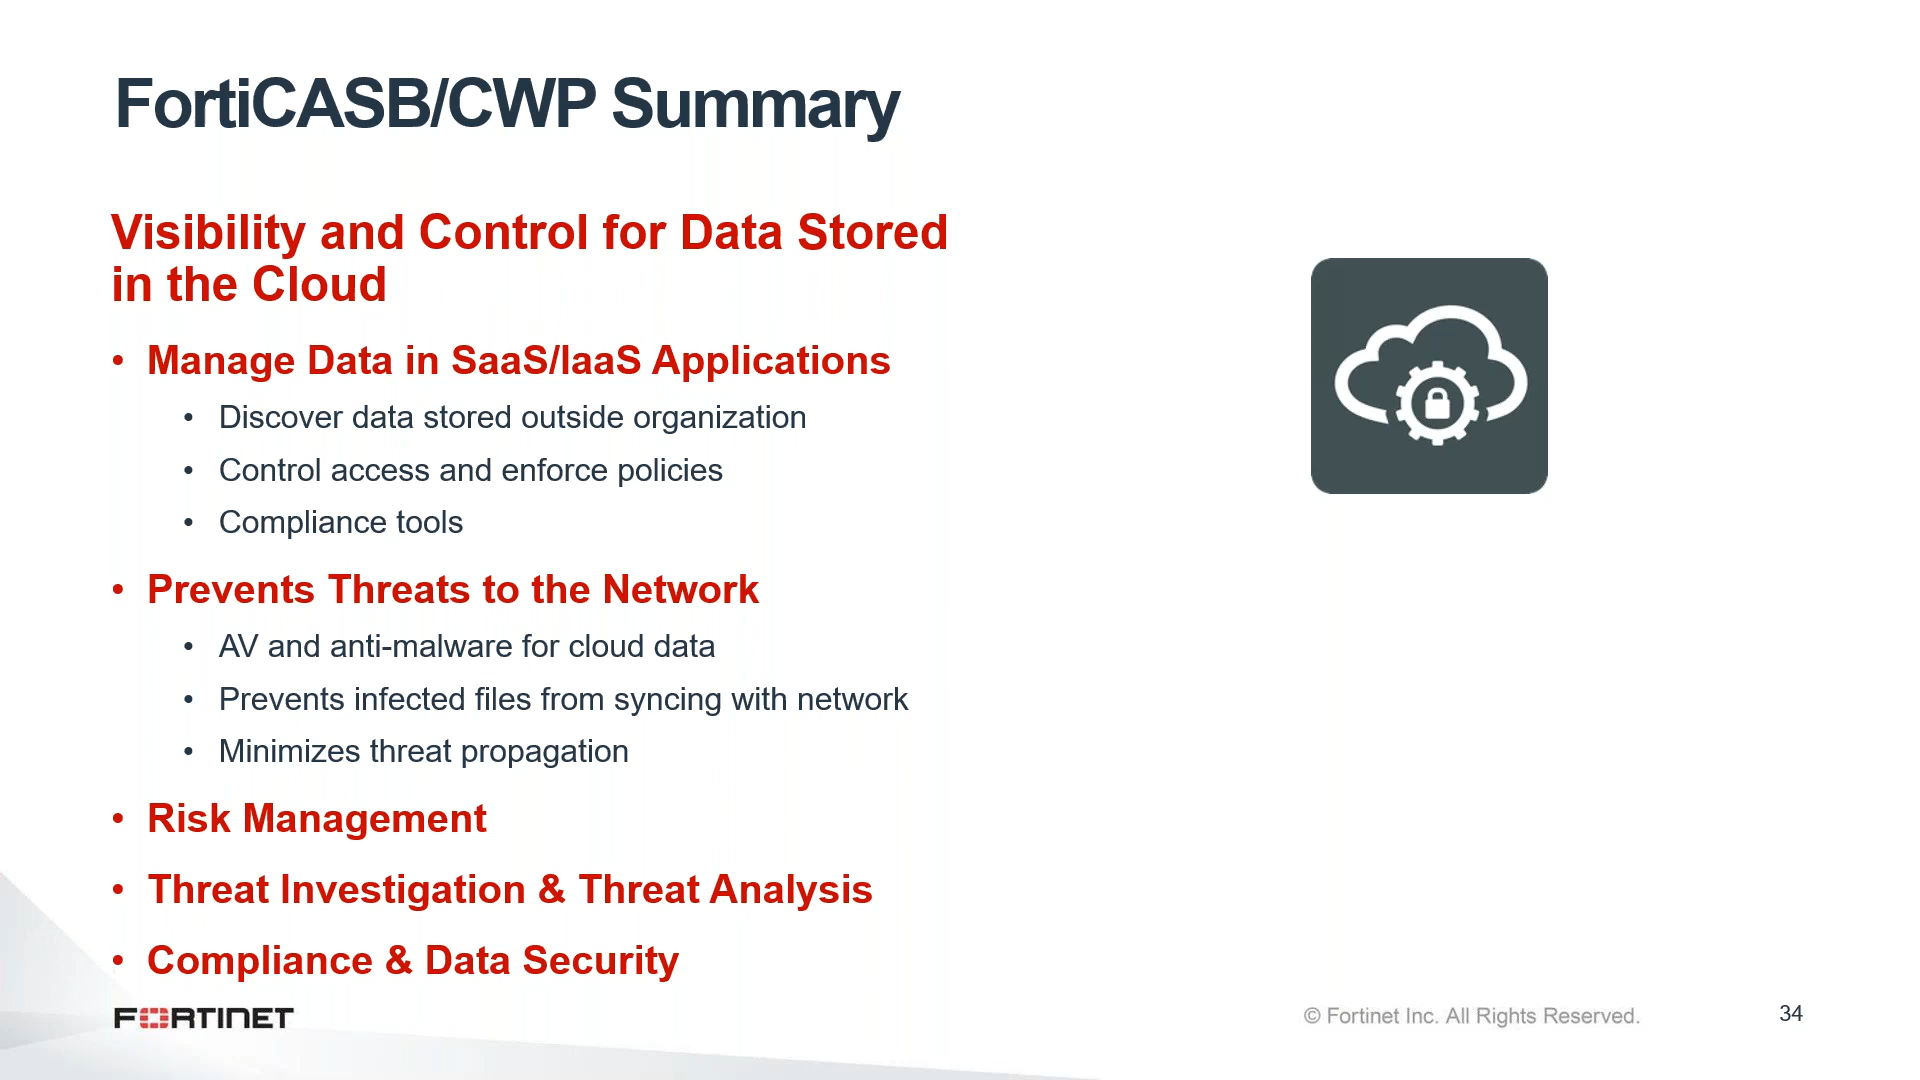 FortiCASB/CWP Summary
Visibility and Control for Data Stored
in the Cloud
• Manage Data in SaaS/IaaS Applications
• Discover data stored outside organization
• Control access and enforce policies
• Compliance tools
• Prevents Threats to the Network
• AV and anti-malware for cloud data
• Prevents infected files from syncing with network
• Minimizes threat propagation
• Risk Management
• Threat Investigation & Threat Analysis
• Compliance & Data Security
FORTINET
© Fortinet Inc. All Rights Reserved.
34